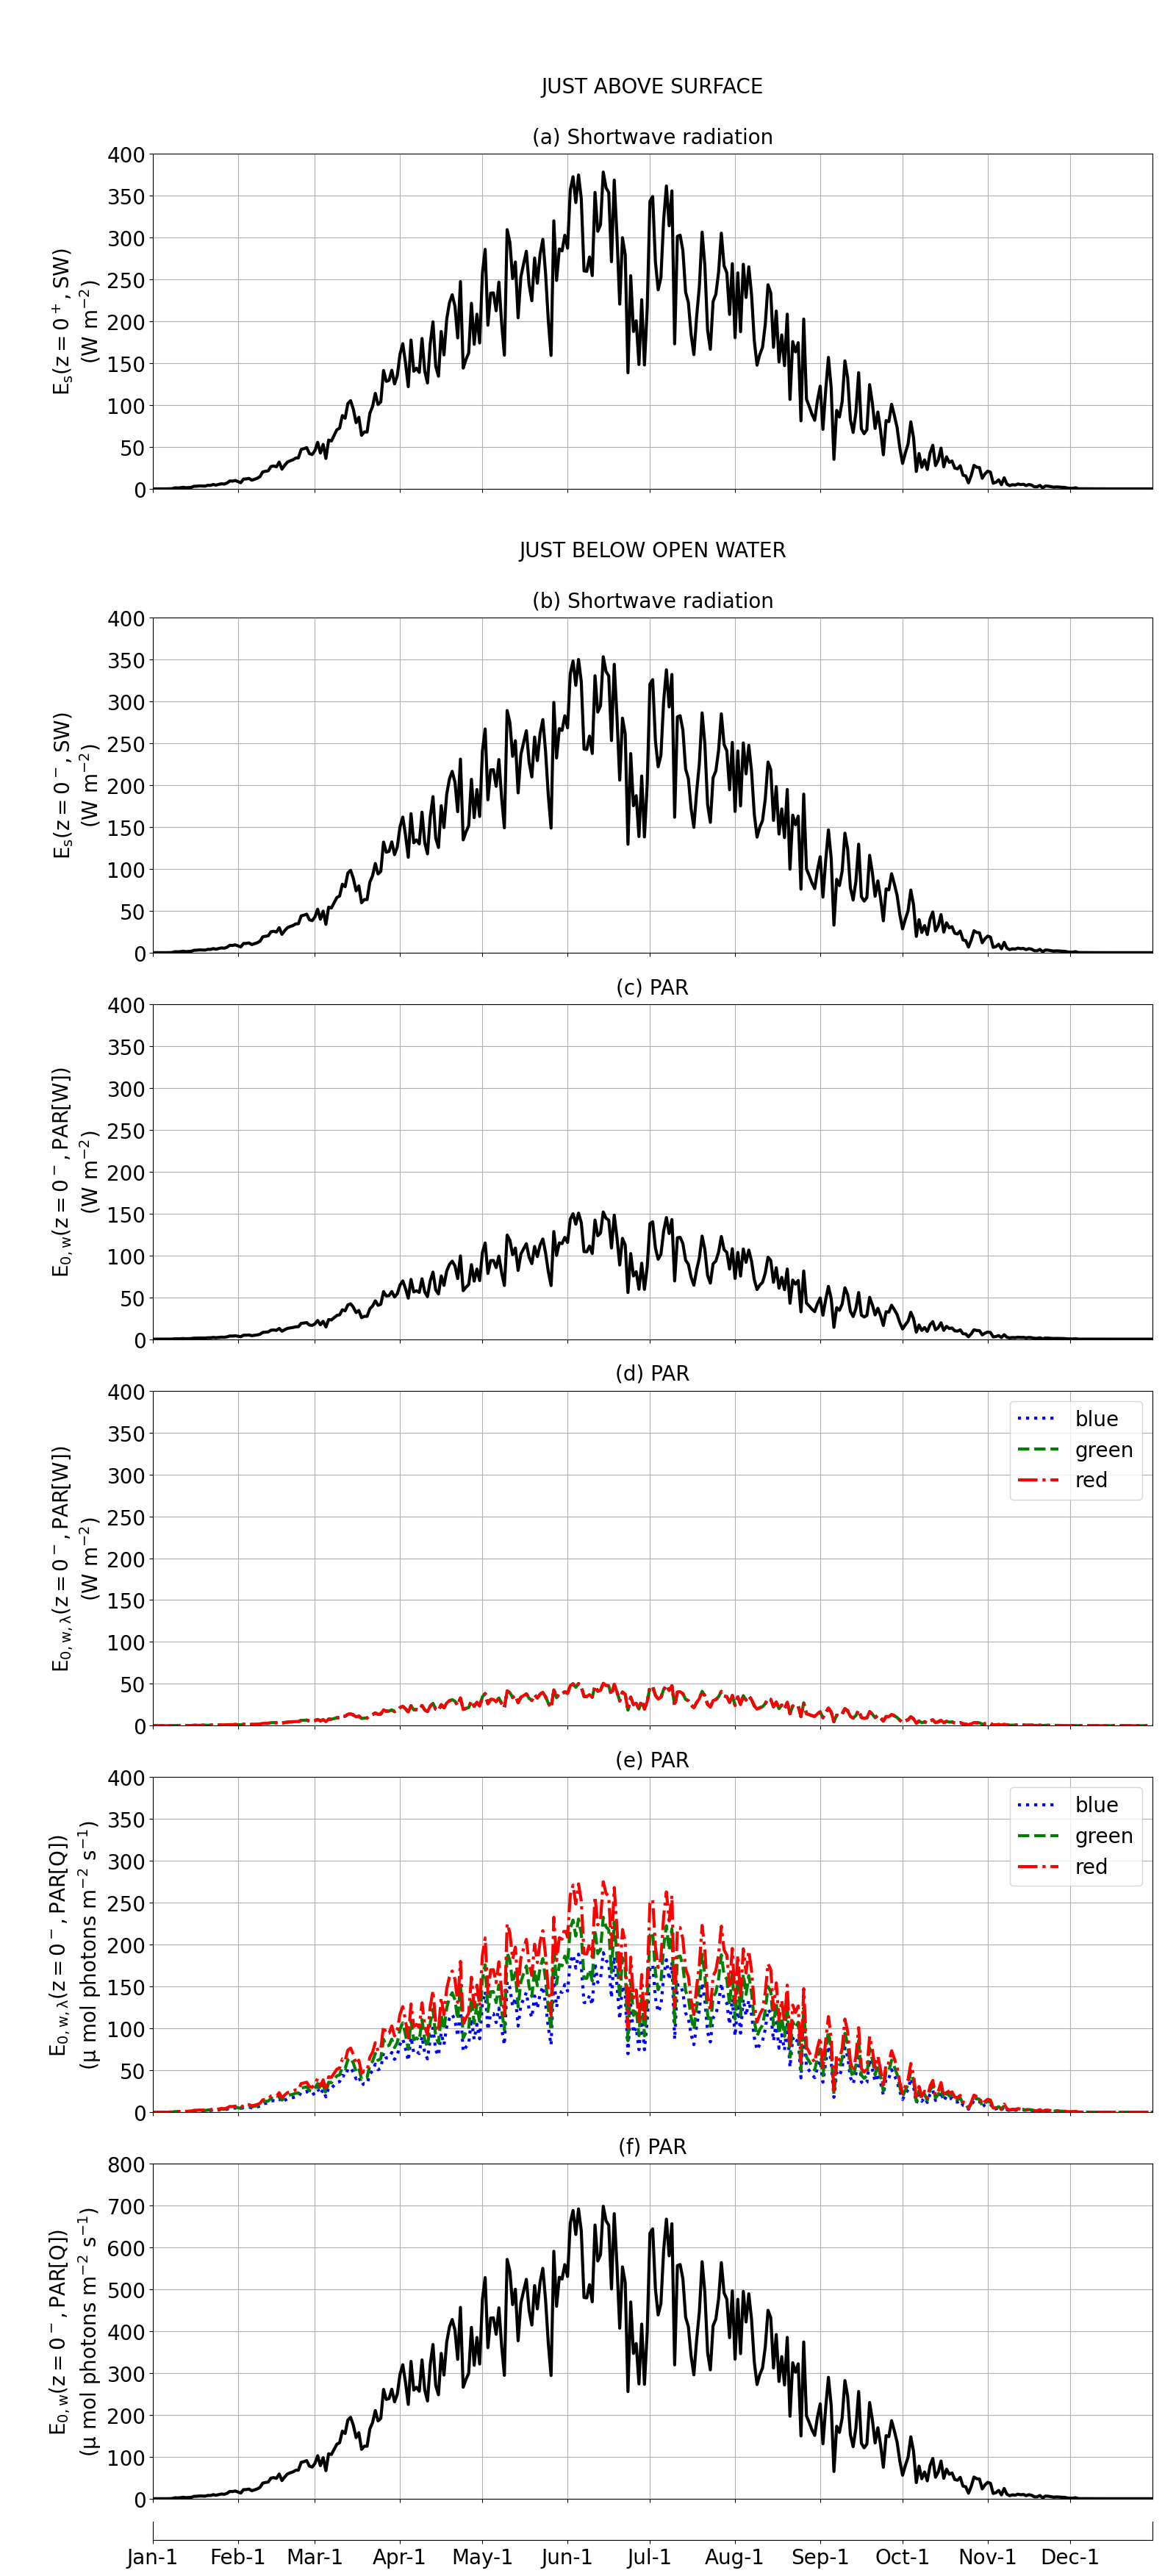 JUST ABOVE SURFACE
(a) Shortwave radiation
E_s(z = 0^+, SW)
(W m^−2)
400
350
300
250
200
150
100
50
0
JUST BELOW OPEN WATER
(b) Shortwave radiation
E_s(z = 0^−, SW)
(W m^−2)
400
350
300
250
200
150
100
50
0
(c) PAR
E_0,w(z = 0^−, PAR[W])
(W m^−2)
400
350
300
250
200
150
100
50
0
(d) PAR
E_0,w,λ(z = 0^−, PAR[W])
(W m^−2)
400
350
300
250
200
150
100
50
0
blue
green
red
(e) PAR
E_0,w,λ(z = 0^−, PAR[Q])
(μ mol photons m^−2 s^−1)
400
350
300
250
200
150
100
50
0
blue
green
red
(f) PAR
E_0,w(z = 0^−, PAR[Q])
(μ mol photons m^−2 s^−1)
800
700
600
500
400
300
200
100
0
Jan-1 Feb-1 Mar-1 Apr-1 May-1 Jun-1 Jul-1 Aug-1 Sep-1 Oct-1 Nov-1 Dec-1